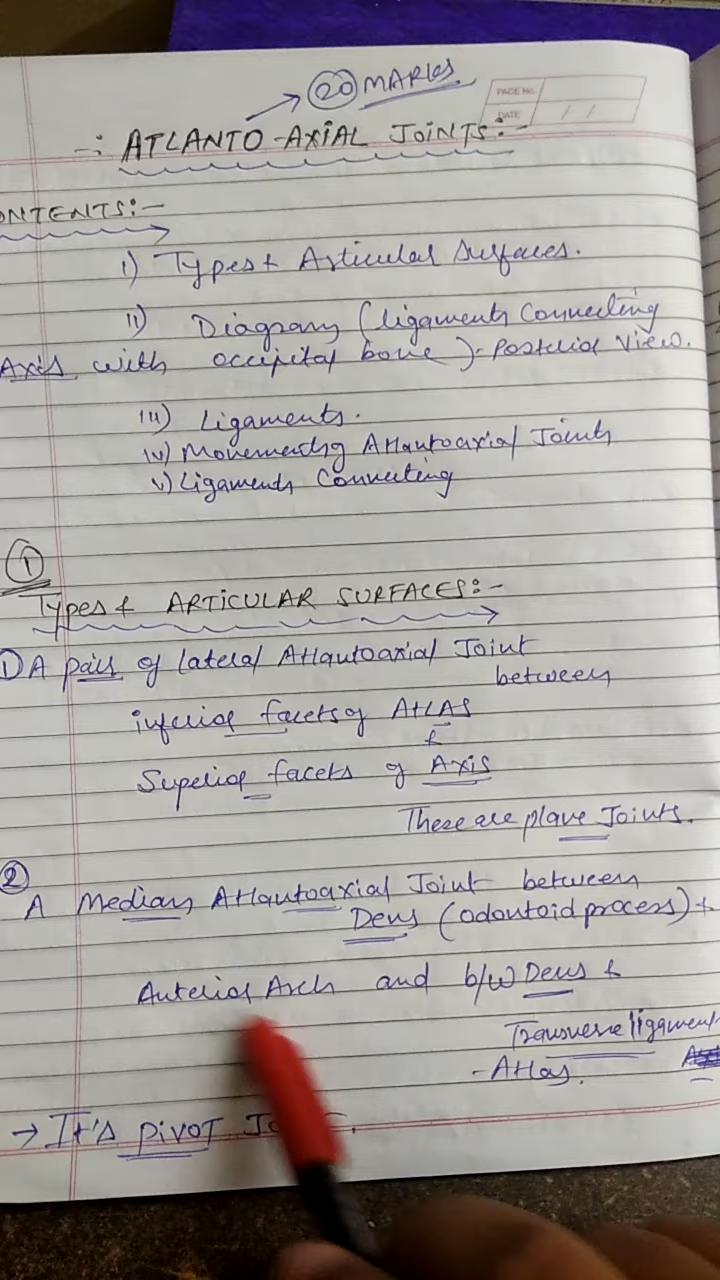 → 20 MARKS
PAGE No.
DATE / /
-: ATLANTO-AXIAL JOINTS:-
ONTENTS:-
i) Types & Articular Surfaces.
ii) Diagram (ligaments Connecting
Axis with occipital bone)-Posterior View.
iii) Ligaments.
iv) Movements of Atlantoaxial Joints
v) Ligaments Connecting
1
Types & ARTICULAR SURFACES:-
1) A pair of lateral Atlantoaxial Joint
between
inferior facets of ATLAS
&
Superior facets of Axis
These are plane Joints.
2
A Median Atlantoaxial Joint between
Dens (odontoid process) &
Anterior Arch and b/w Dens &
Transverse ligament
-Atlas.
→ It's PIVOT